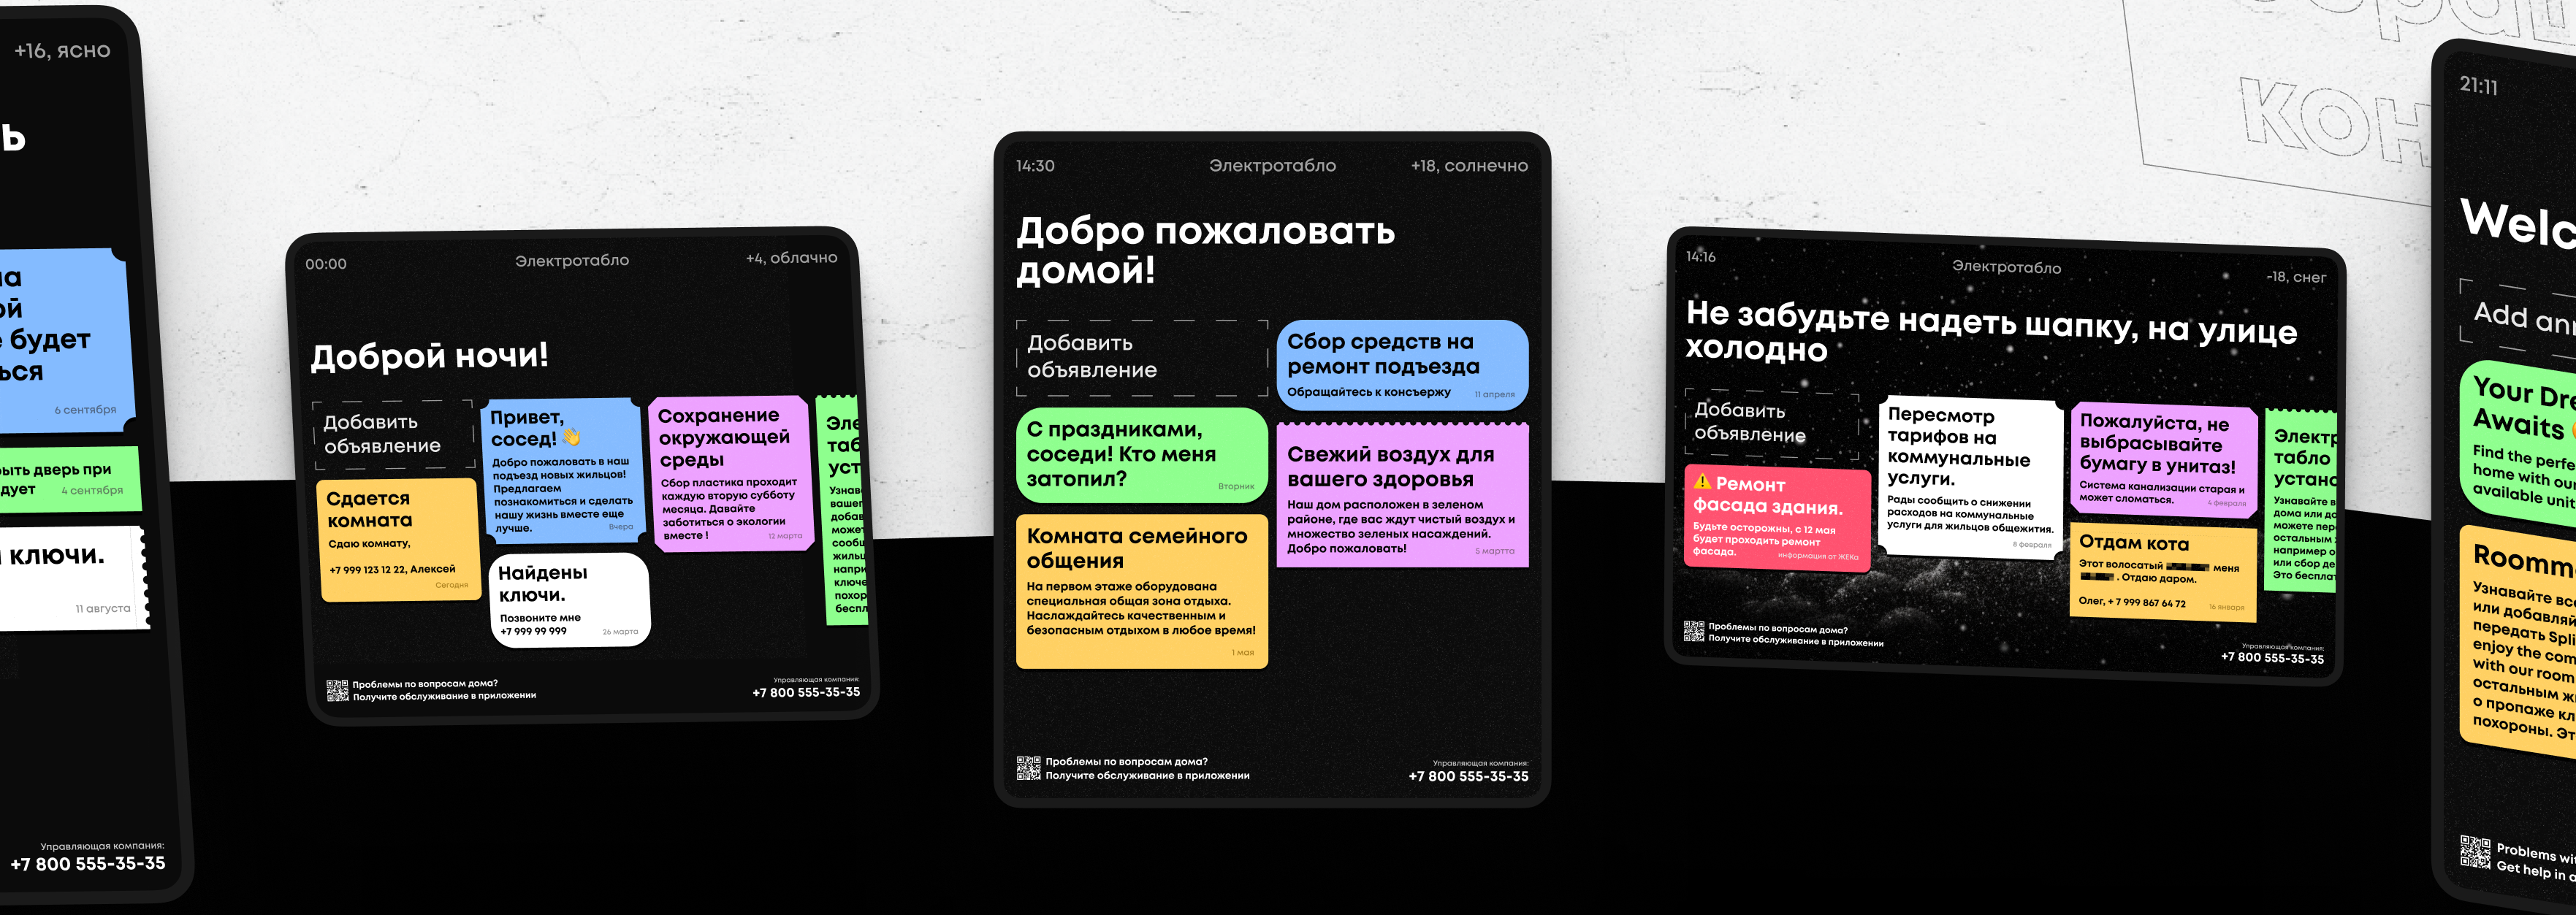 +16, ясно
ь
а
ой
е будет
ься
6 сентября
рыть дверь при
дует
4 сентября
ключи.
11 августа
Управляющая компания:
+7 800 555-35-35
00:00
Электротабло
+4, облачно
Доброй ночи!
Добавить
объявление
Сдается
комната
Сдаю комнату,
+7 999 123 12 22, Алексей
Сегодня
Привет,
сосед! 👋
Добро пожаловать в наш
подъезд новых жильцов!
Предлагаем
познакомиться и сделать
нашу жизнь вместе еще
лучше.
Вчера
Найдены
ключи.
Позвоните мне
+7 999 99 999
26 марта
Сохранение
окружающей
среды
Сбор пластика проходит
каждую вторую субботу
месяца. Давайте
заботиться о экологии
вместе !
12 марта
Эле
таб
уст
Узнав
вашег
добав
может
сообщ
жильц
напри
ключе
похор
беспл
Проблемы по вопросам дома?
Получите обслуживание в приложении
Управляющая компания:
+7 800 555-35-35
14:30
Электротабло
+18, солнечно
Добро пожаловать
домой!
Добавить
объявление
Сбор средств на
ремонт подъезда
Обращайтесь к консъержу
11 апреля
С праздниками,
соседи! Кто меня
затопил?
Вторник
Свежий воздух для
вашего здоровья
Наш дом расположен в зеленом
районе, где вас ждут чистый воздух и
множество зеленых насаждений.
Добро пожаловать!
5 мартта
Комната семейного
общения
На первом этаже оборудована
специальная общая зона отдыха.
Наслаждайтесь качественным и
безопасным отдыхом в любое время!
1 мая
Проблемы по вопросам дома?
Получите обслуживание в приложении
Управляющая компания:
+7 800 555-35-35
14:16
Электротабло
-18, снег
Не забудьте надеть шапку, на улице
холодно
Добавить
объявление
⚠️ Ремонт
фасада здания.
Будьте осторожны, с 12 мая
будет проходить ремонт
фасада.
информация от ЖЕКа
Пересмотр
тарифов на
коммунальные
услуги.
Рады сообщить о снижении
расходов на коммунальные
услуги для жильцов общежития.
8 февраля
Пожалуйста, не
выбрасывайте
бумагу в унитаз!
Система канализации старая и
может сломаться.
4 февраля
Отдам кота
Этот волосатый меня
. Отдаю даром.
Олег, + 7 999 867 64 72
16 января
Электр
табло
устано
Узнавайте в
дома или до
можете пер
остальным
например о
или сбор де
Это бесплат
Проблемы по вопросам дома?
Получите обслуживание в приложении
Управляющая компания:
+7 800 555-35-35
кон
21:11
Welc
Add ann
Your Dre
Awaits
Find the perfe
home with our
available unit
Roomm
Узнавайте все
или добавляй
передать Spli
enjoy the com
with our room
остальным ж
о пропаже кл
похороны. Эт
Problems wit
Get help in a